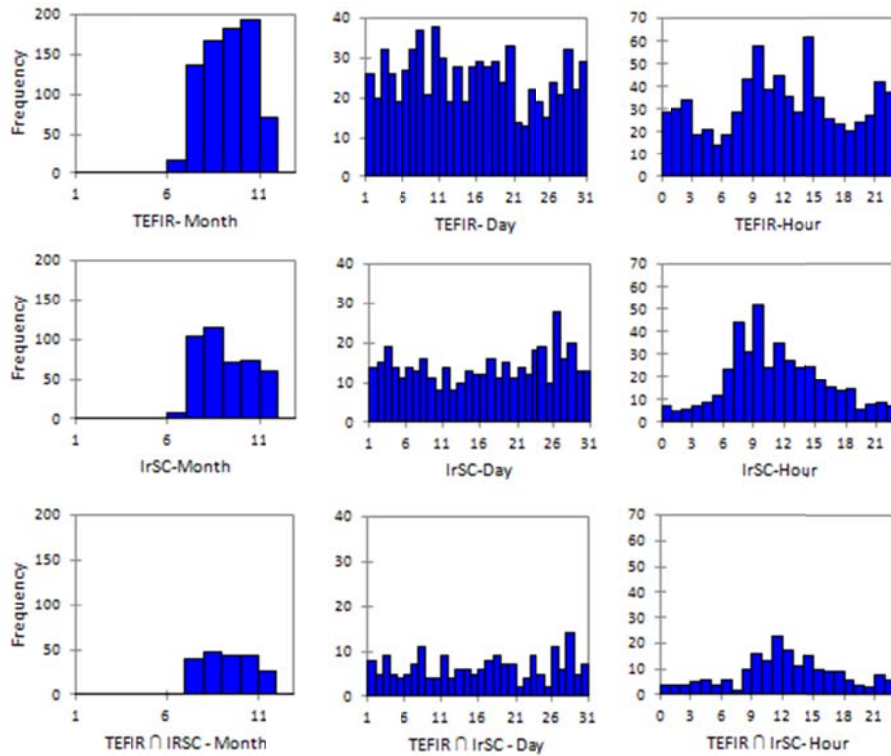 Frequency
200
150
100
50
0
1 6 11
TEFIR- Month
40
30
20
10
0
1 6 11 16 21 26 31
TEFIR- Day
70
60
50
40
30
20
10
0
0 3 6 9 12 15 18 21
TEFIR-Hour
Frequency
200
150
100
50
0
1 6 11
IrSC-Month
40
30
20
10
0
1 6 11 16 21 26 31
IrSC-Day
70
60
50
40
30
20
10
0
0 3 6 9 12 15 18 21
IrSC-Hour
Frequency
200
150
100
50
0
1 6 11
TEFIR ∩ IRSC - Month
40
30
20
10
0
1 6 11 16 21 26 31
TEFIR ∩ IrSC - Day
70
60
50
40
30
20
10
0
0 3 6 9 12 15 18 21
TEFIR ∩ IrSC- Hour